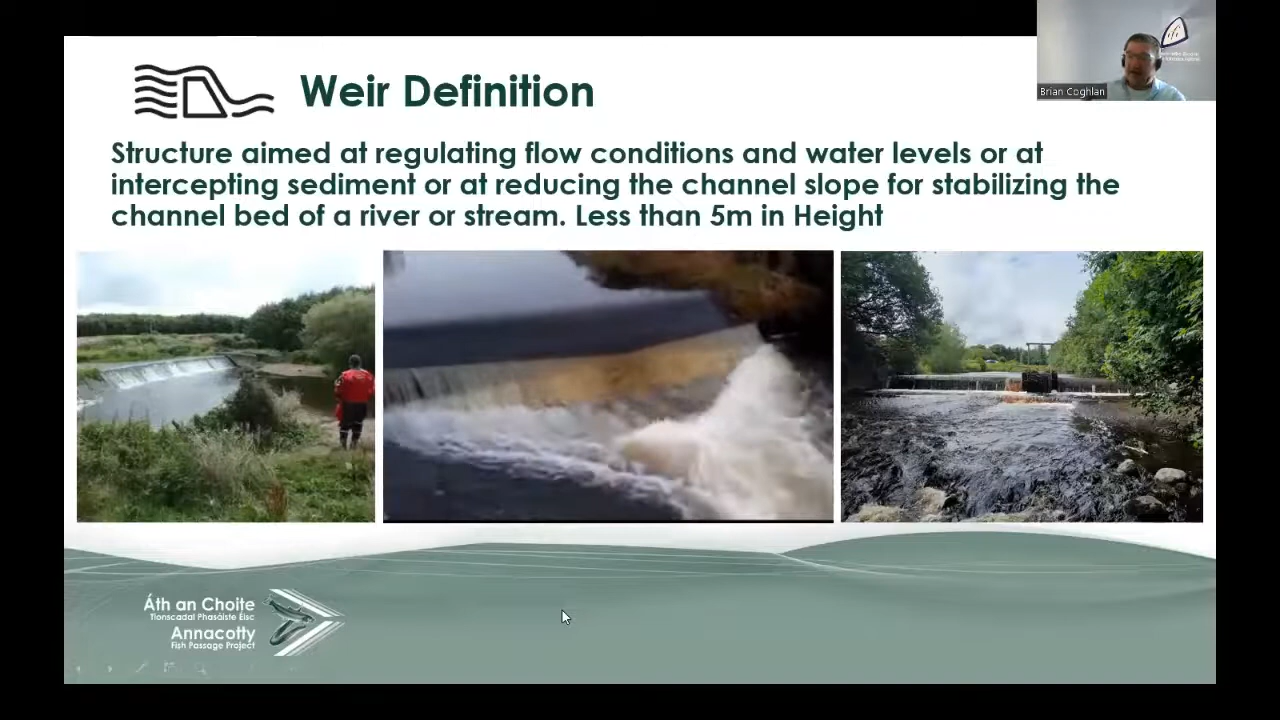 Weir Definition
Brian Coghlan
Structure aimed at regulating flow conditions and water levels or at
intercepting sediment or at reducing the channel slope for stabilizing the
channel bed of a river or stream. Less than 5m in Height
Áth an Choite
Tionscadal Phasáiste Éisc
Annacotty
Fish Passage Project